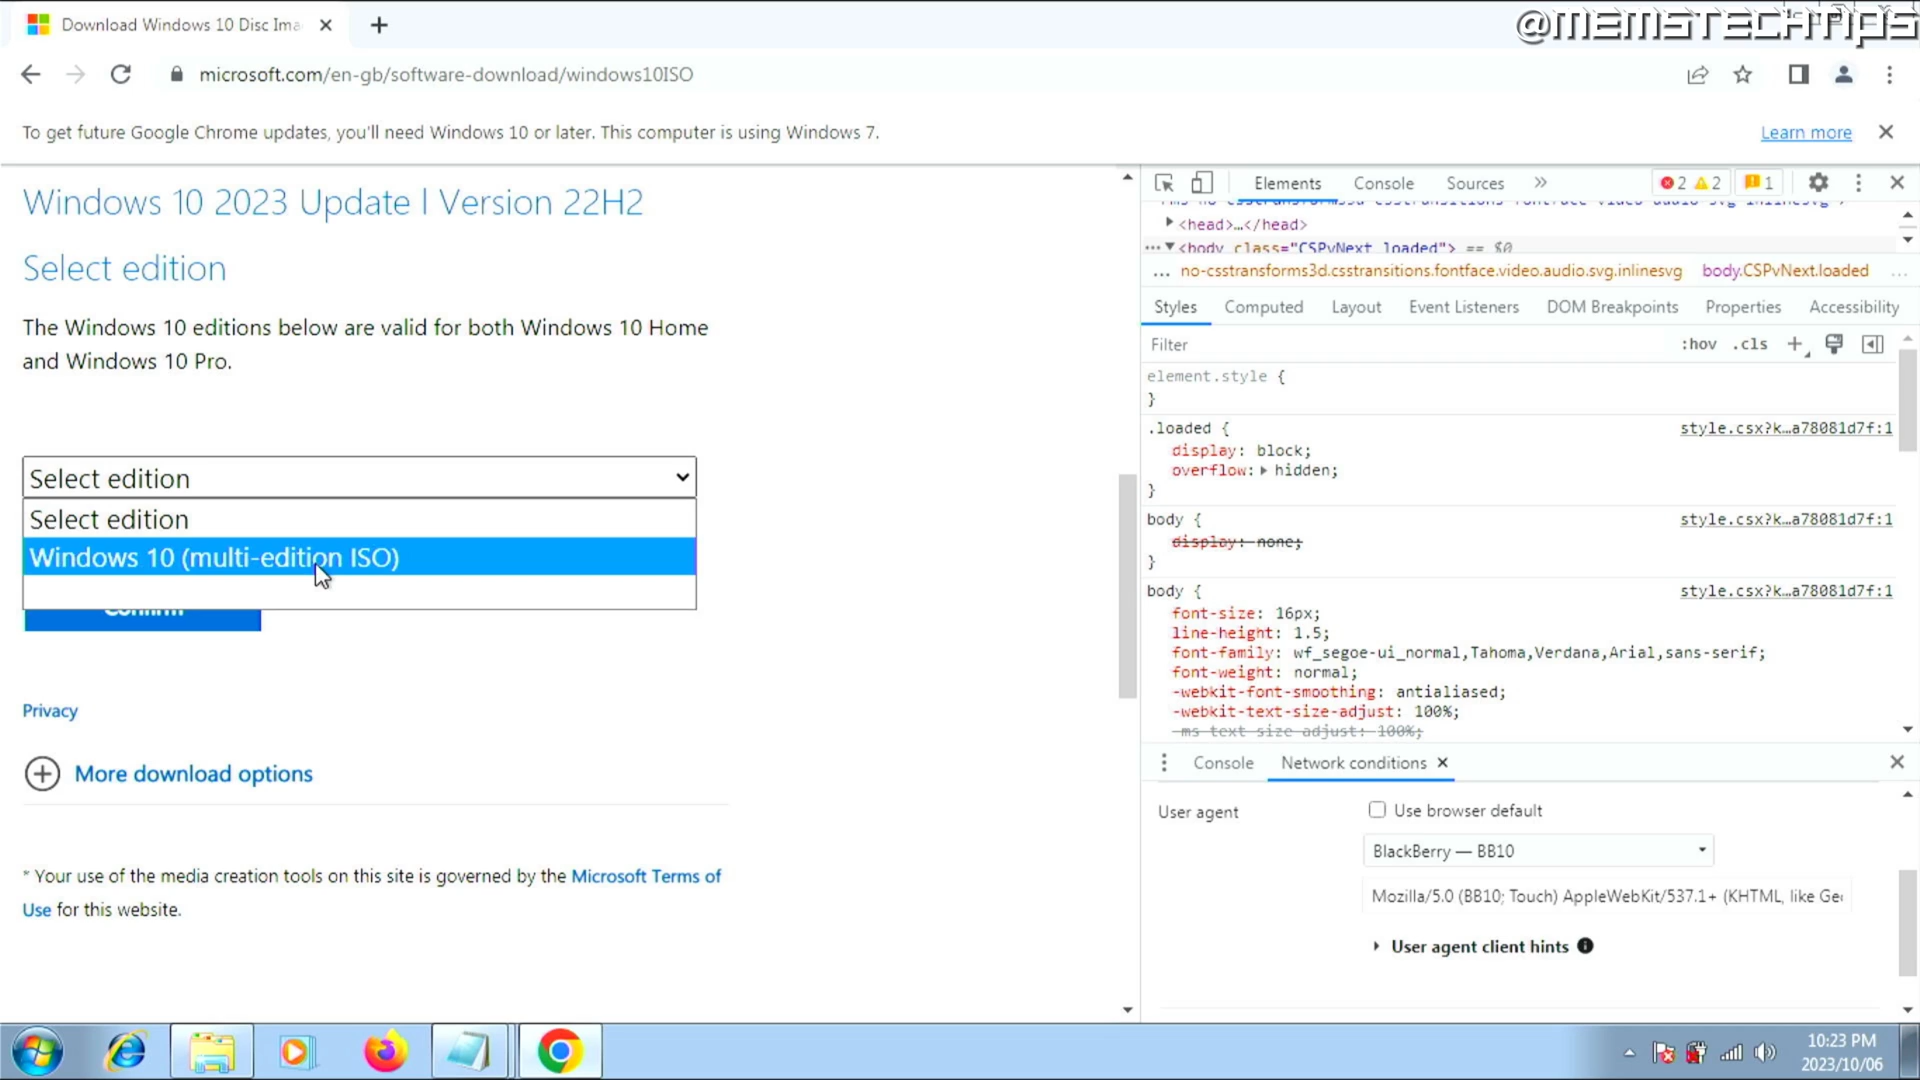 Download Windows 10 Disc Ima
@MEMSTECHTIPS
microsoft.com/en-gb/software-download/windows10ISO
To get future Google Chrome updates, you'll need Windows 10 or later. This computer is using Windows 7.
Learn more
Windows 10 2023 Update | Version 22H2
Select edition
The Windows 10 editions below are valid for both Windows 10 Home
and Windows 10 Pro.
Select edition
Select edition
Windows 10 (multi-edition ISO)
Confirm
Privacy
More download options
* Your use of the media creation tools on this site is governed by the Microsoft Terms of
Use for this website.
Elements Console Sources » 2 2 1
<head>…</head>
<body class="CSPvNext loaded"> == $0
... no-csstransforms3d.csstransitions.fontface.video.audio.svg.inlinesvg body.CSPvNext.loaded ...
Styles Computed Layout Event Listeners DOM Breakpoints Properties Accessibility
Filter :hov .cls
element.style {
}
.loaded { style.csx?k…a78081d7f:1
display: block;
overflow: hidden;
}
body { style.csx?k…a78081d7f:1
display: none;
}
body { style.csx?k…a78081d7f:1
font-size: 16px;
line-height: 1.5;
font-family: wf_segoe-ui_normal,Tahoma,Verdana,Arial,sans-serif;
font-weight: normal;
-webkit-font-smoothing: antialiased;
-webkit-text-size-adjust: 100%;
-ms-text-size-adjust: 100%;
Console Network conditions
User agent Use browser default
BlackBerry — BB10
Mozilla/5.0 (BB10; Touch) AppleWebKit/537.1+ (KHTML, like Gec
User agent client hints
10:23 PM
2023/10/06